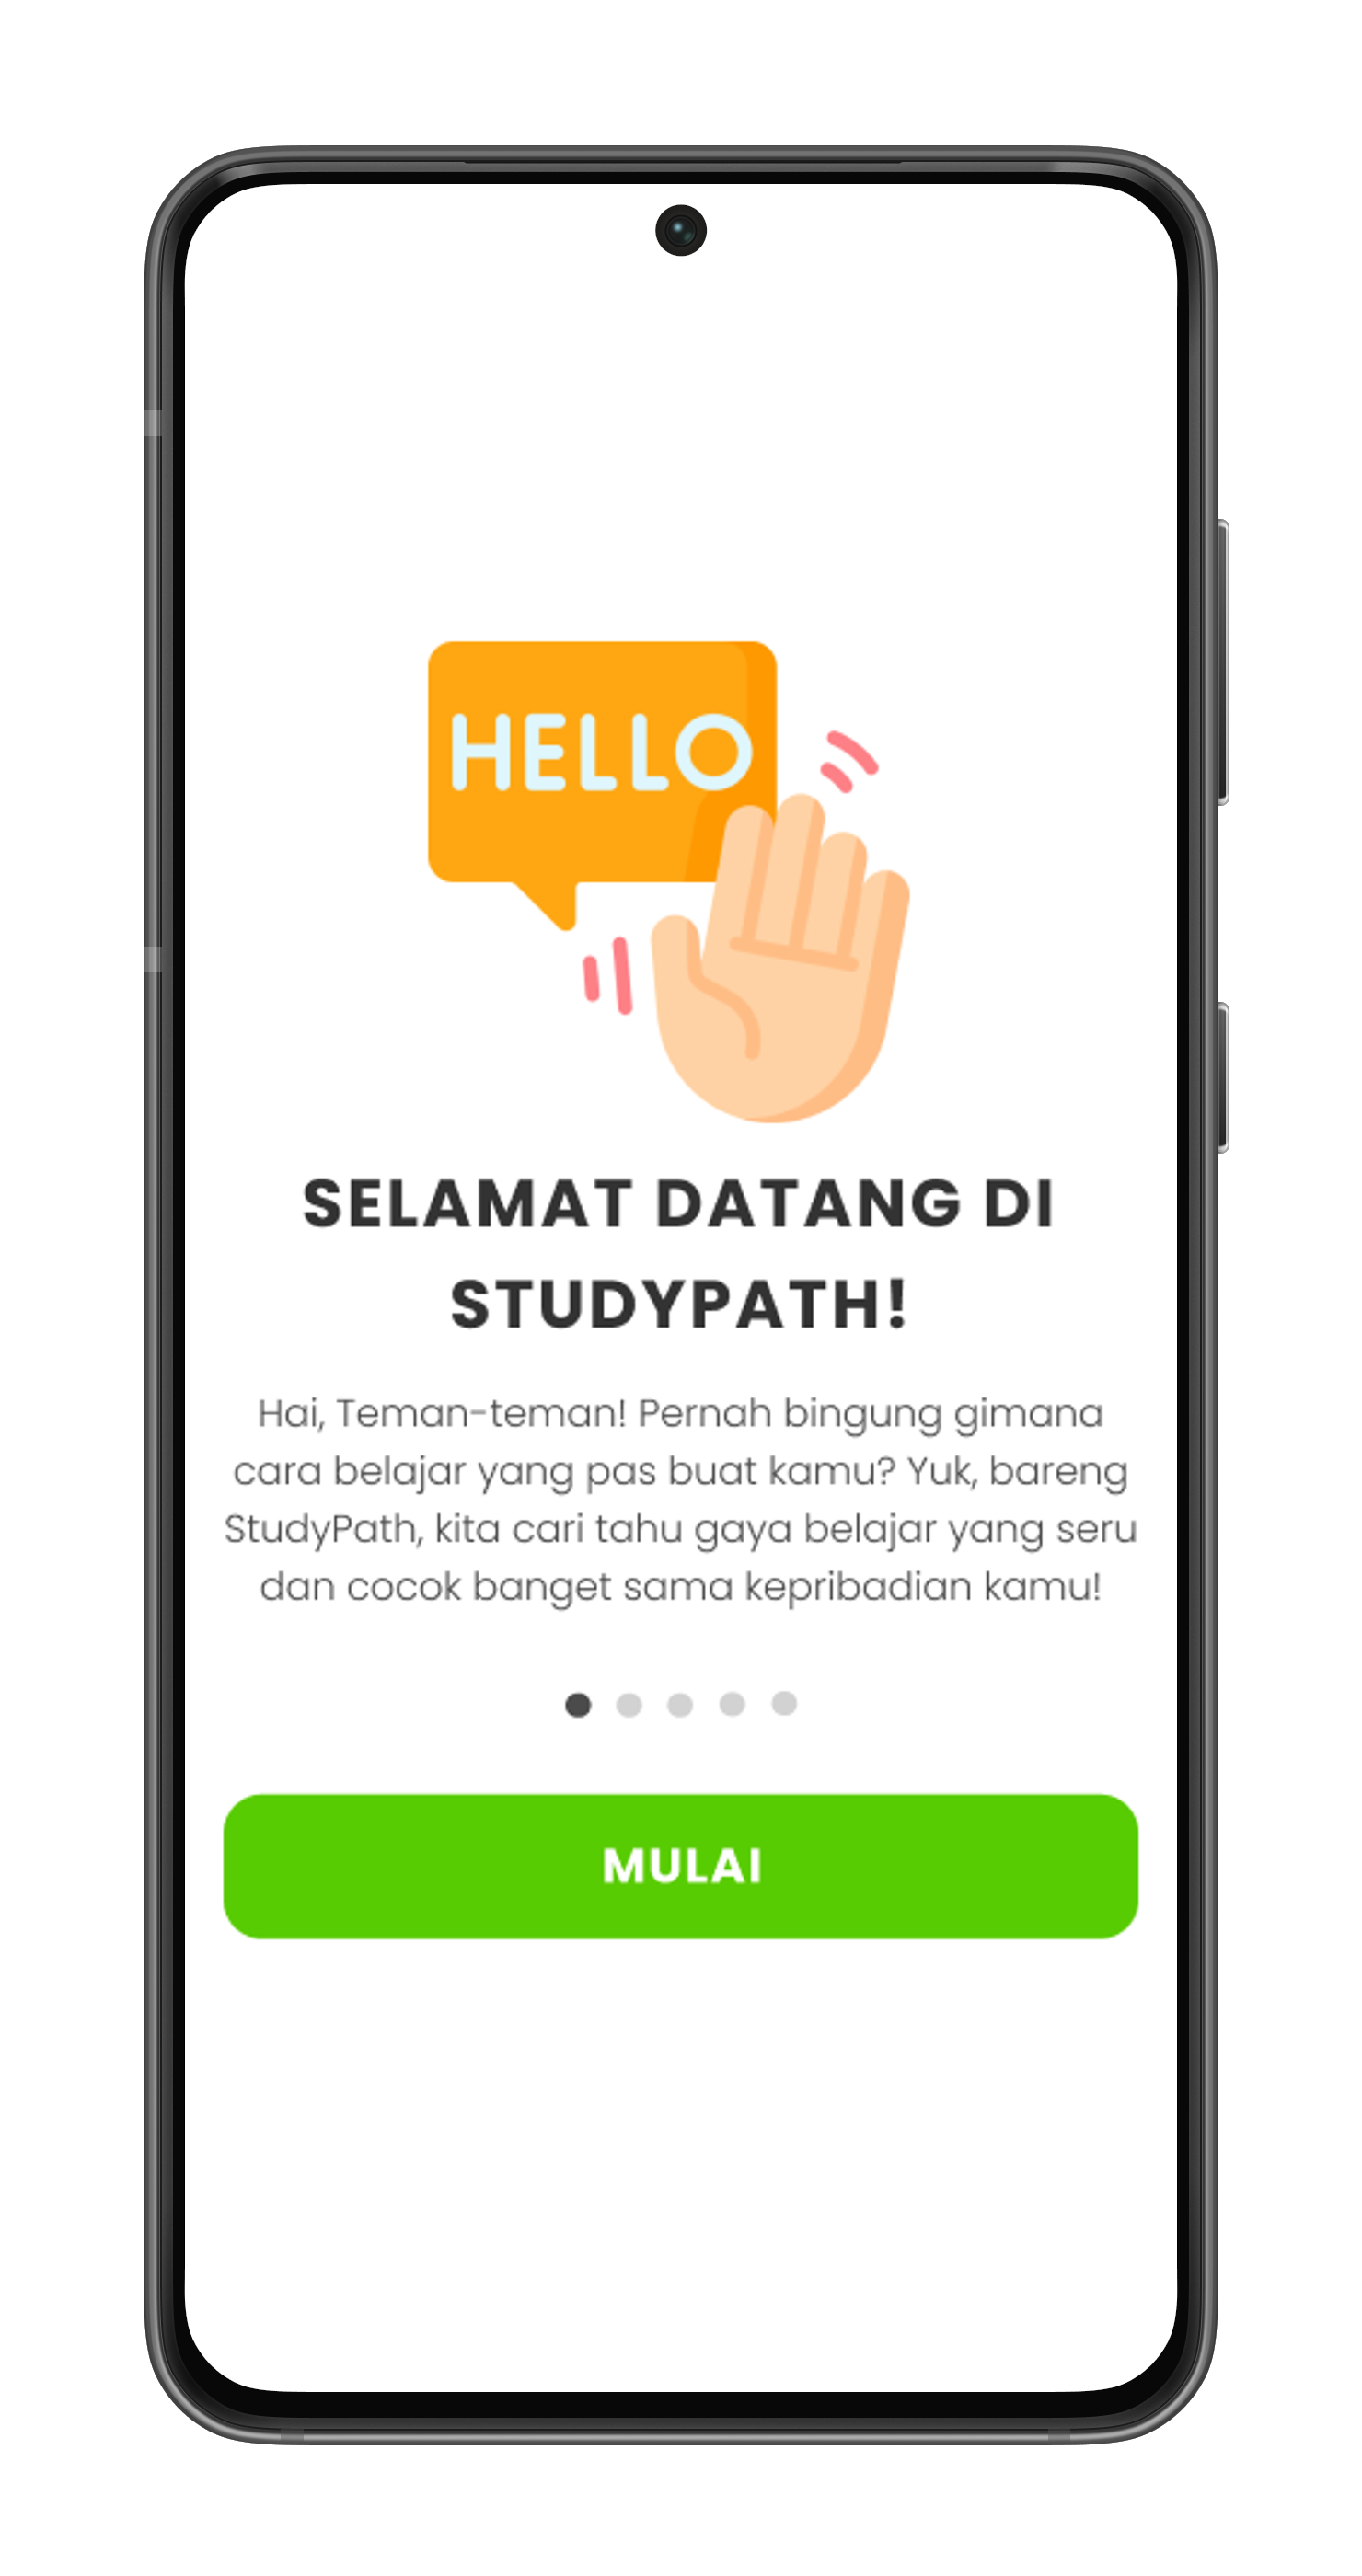 HELLO
SELAMAT DATANG DI
STUDYPATH!
Hai, Teman-teman! Pernah bingung gimana
cara belajar yang pas buat kamu? Yuk, bareng
StudyPath, kita cari tahu gaya belajar yang seru
dan cocok banget sama kepribadian kamu!
MULAI